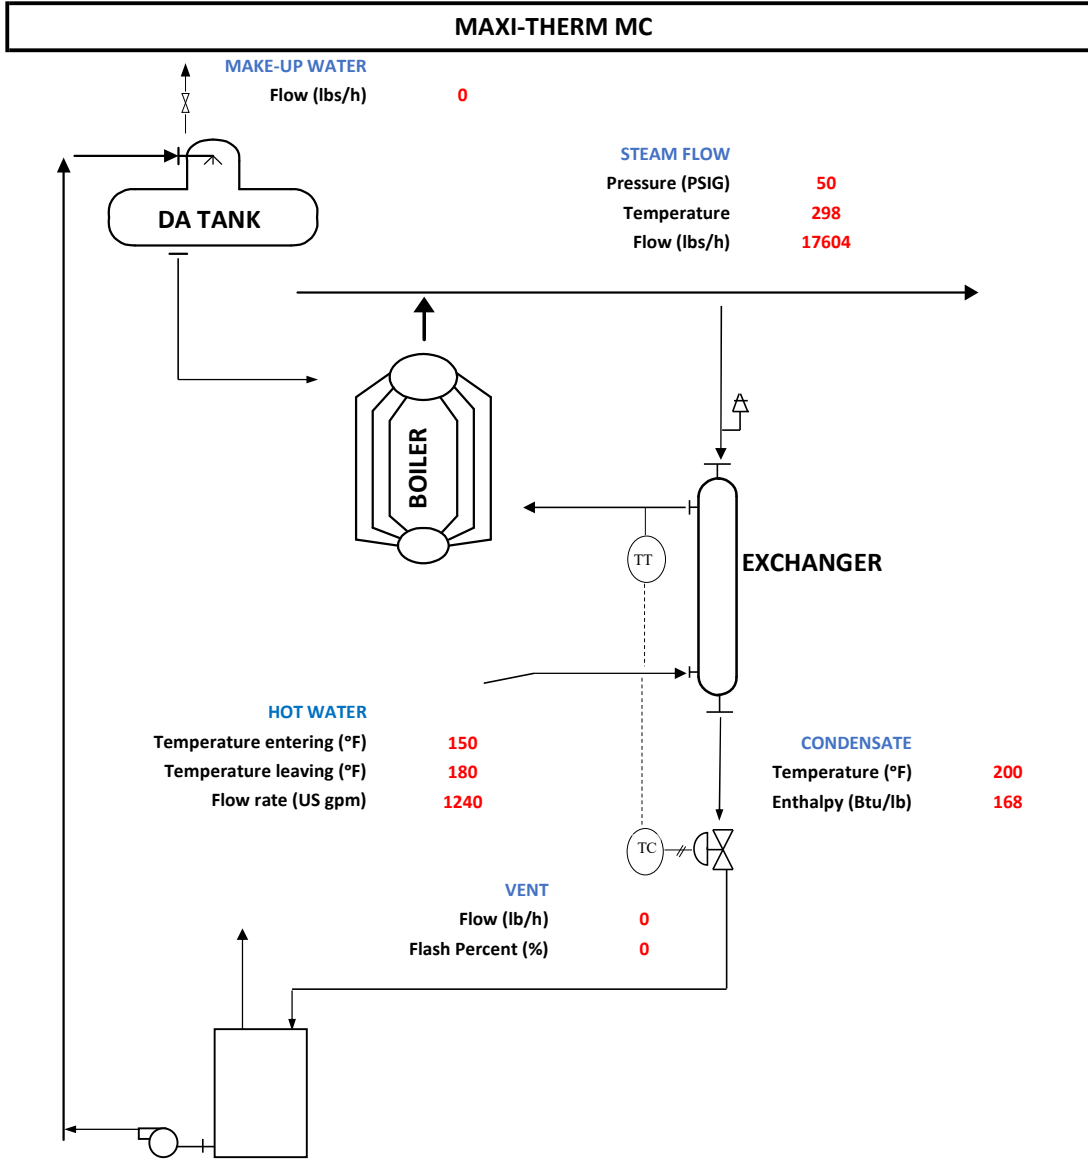 MAXI-THERM MC
MAKE-UP WATER
Flow (lbs/h) 0
STEAM FLOW
Pressure (PSIG) 50
Temperature 298
Flow (lbs/h) 17604
DA TANK
BOILER
TT
EXCHANGER
HOT WATER
Temperature entering (°F) 150
Temperature leaving (°F) 180
Flow rate (US gpm) 1240
CONDENSATE
Temperature (°F) 200
Enthalpy (Btu/lb) 168
TC
VENT
Flow (lb/h) 0
Flash Percent (%) 0